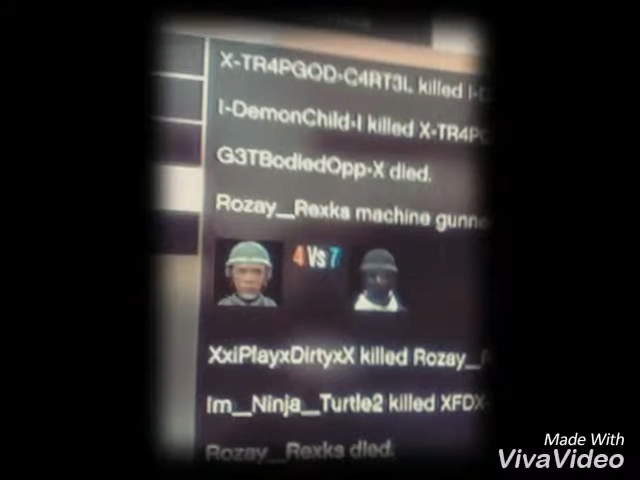 X-TR4PGOD-C4RT3L killed I-D
I-DemonChild-I killed X-TR4PG
G3TBodiedOpp-X died.
Rozay__Rexks machine gunne
4 Vs 7
XxiPlayxDirtyxX killed Rozay_
Im__Ninja__Turtle2 killed XFDX-
Rozay__Rexks died.
Made With
VivaVideo